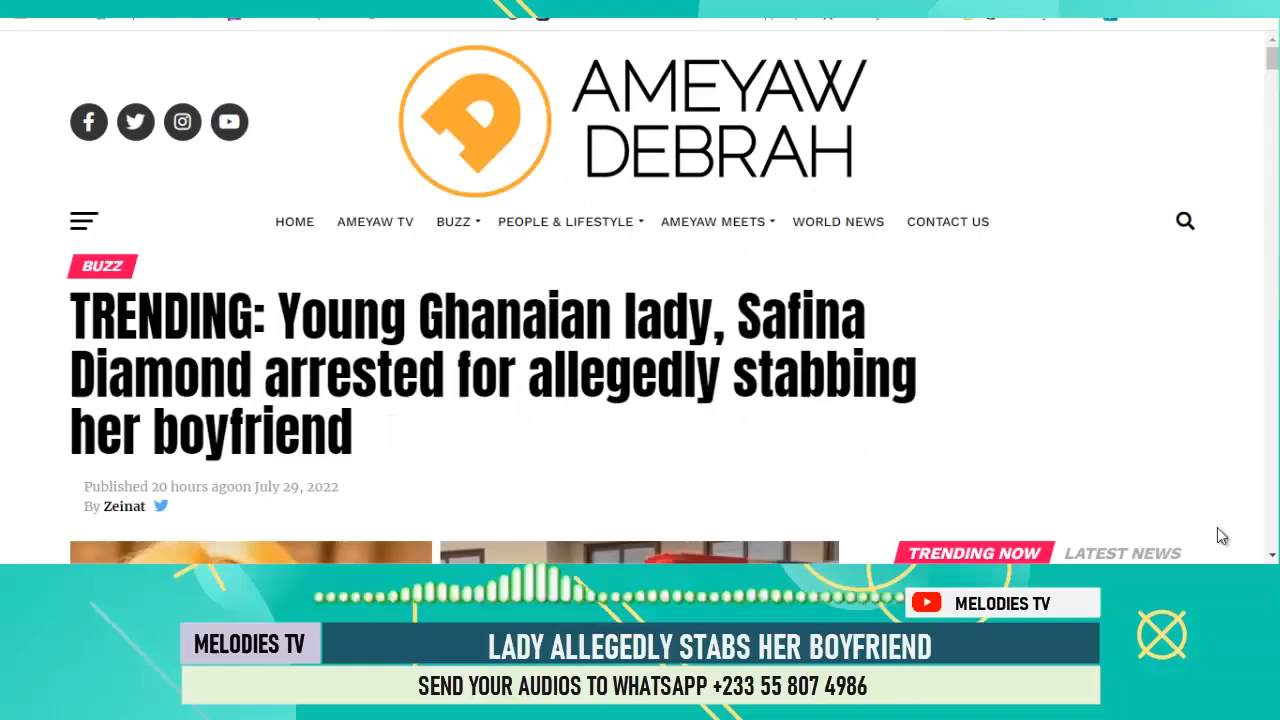 AMEYAW
DEBRAH
HOME AMEYAW TV BUZZ PEOPLE & LIFESTYLE AMEYAW MEETS WORLD NEWS CONTACT US
BUZZ
TRENDING: Young Ghanaian lady, Safina
Diamond arrested for allegedly stabbing
her boyfriend
Published 20 hours agoon July 29, 2022
By Zeinat
TRENDING NOW LATEST NEWS
MELODIES TV
MELODIES TV LADY ALLEGEDLY STABS HER BOYFRIEND
SEND YOUR AUDIOS TO WHATSAPP +233 55 807 4986